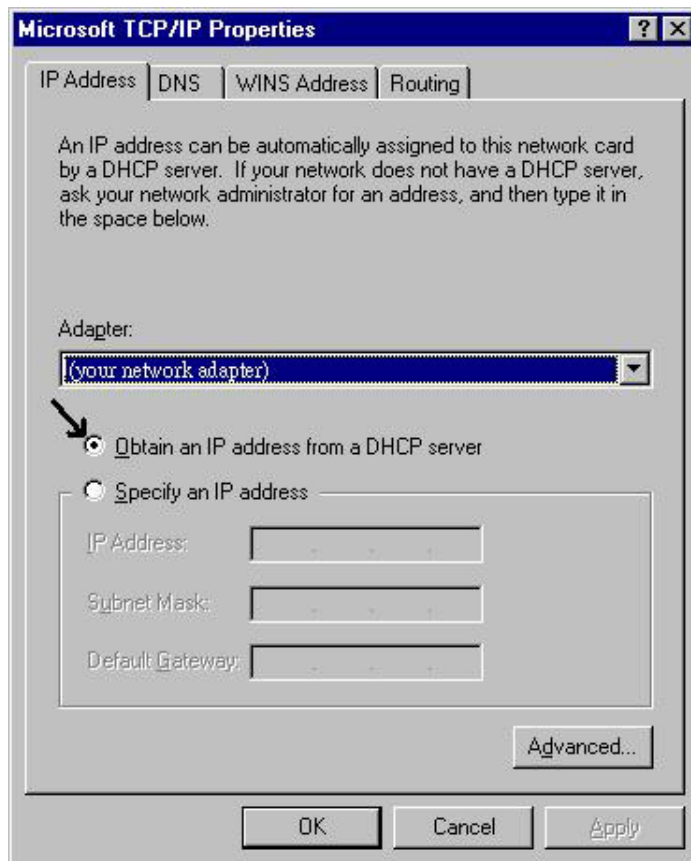 Microsoft TCP/IP Properties
IP Address DNS WINS Address Routing
An IP address can be automatically assigned to this network card
by a DHCP server. If your network does not have a DHCP server,
ask your network administrator for an address, and then type it in
the space below.
Adapter:
(your network adapter)
Obtain an IP address from a DHCP server
Specify an IP address
IP Address:
Subnet Mask:
Default Gateway:
Advanced...
OK Cancel Apply